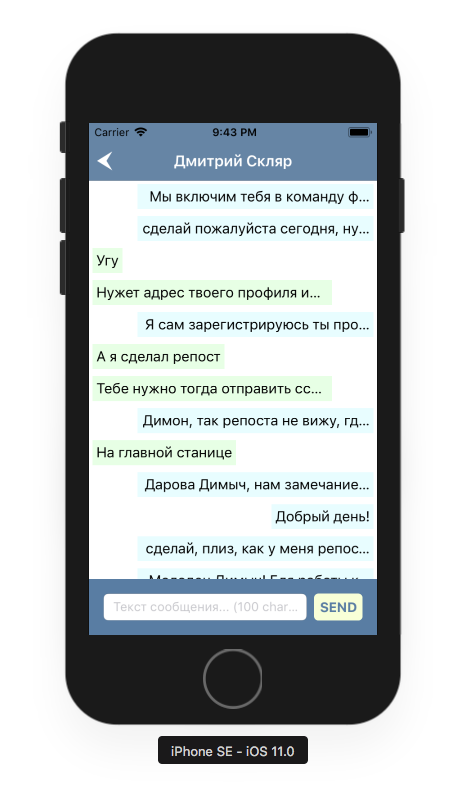 Carrier 9:43 PM
Дмитрий Скляр
Мы включим тебя в команду ф...
сделай пожалуйста сегодня, ну...
Угу
Нужет адрес твоего профиля и...
Я сам зарегистрируюсь ты про...
А я сделал репост
Тебе нужно тогда отправить сс...
Димон, так репоста не вижу, гд...
На главной станице
Дарова Димыч, нам замечание...
Добрый день!
сделай, плиз, как у меня репос...
Текст сообщения... (100 char...
SEND
iPhone SE - iOS 11.0